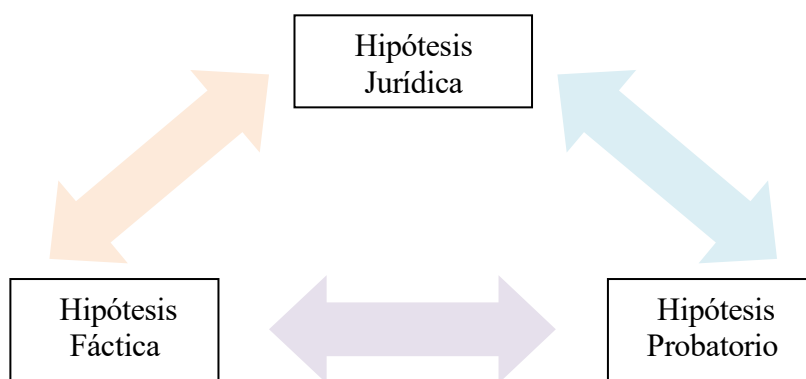 Hipótesis
Jurídica
Hipótesis
Fáctica
Hipótesis
Probatorio